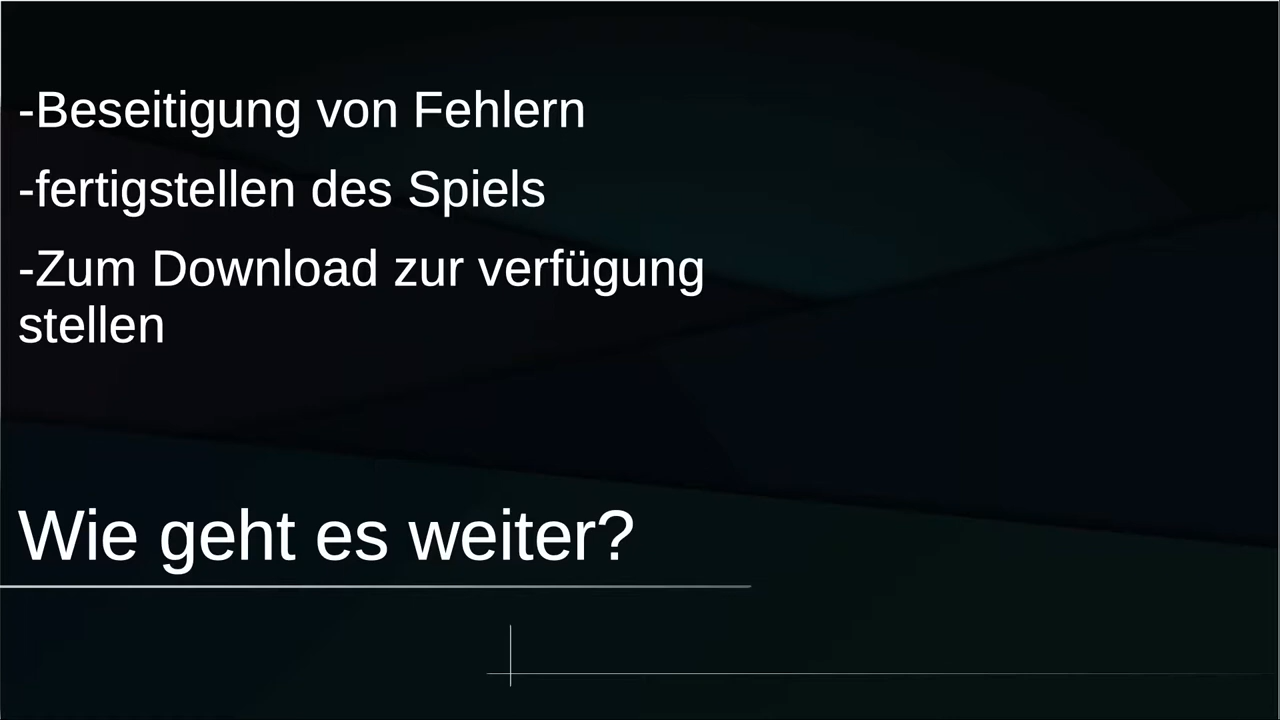 -Beseitigung von Fehlern
-fertigstellen des Spiels
-Zum Download zur verfügung
stellen
Wie geht es weiter?